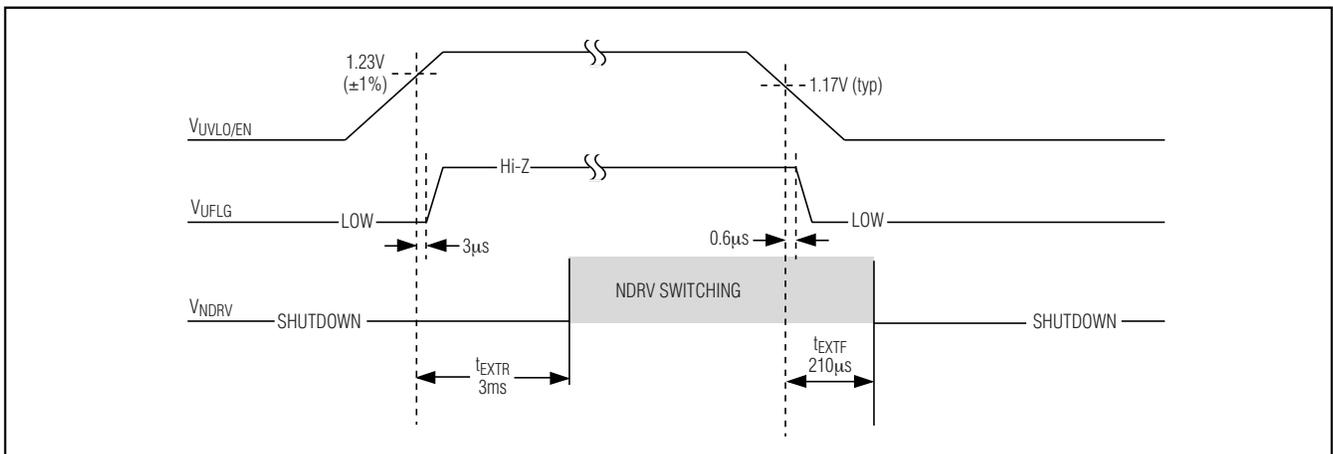 1.23V
(±1%)
1.17V (typ)
VUVLO/EN
Hi-Z
VUFLG
LOW
LOW
3µs
0.6µs
NDRV SWITCHING
VNDRV
SHUTDOWN
SHUTDOWN
tEXTR
3ms
tEXTF
210µs